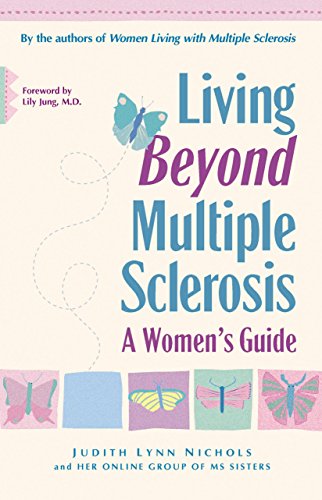 By the authors of Women Living with Multiple Sclerosis
Foreword by
Lily Jung, M.D.
Living
Beyond
Multiple
Sclerosis
A Women's Guide
JUDITH LYNN NICHOLS
and HER ONLINE GROUP OF MS SISTERS